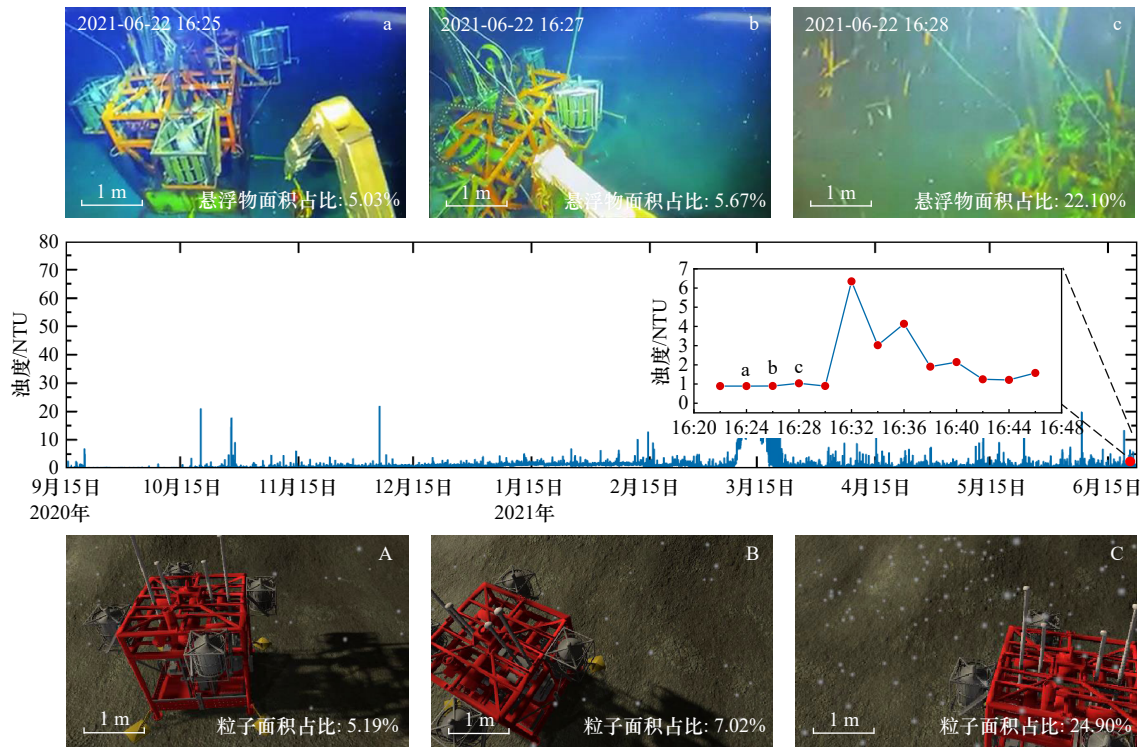 2021-06-22 16:25
a
1 m
悬浮物面积占比: 5.03%
2021-06-22 16:27
b
1 m
悬浮物面积占比: 5.67%
2021-06-22 16:28
c
1 m
悬浮物面积占比: 22.10%
浊度/NTU
80
70
60
50
40
30
20
10
0
9月15日
2020年
10月15日
11月15日
12月15日
1月15日
2021年
2月15日
3月15日
4月15日
5月15日
6月15日
浊度/NTU
7
6
5
4
3
2
1
0
a
b
c
16:20
16:24
16:28
16:32
16:36
16:40
16:44
16:48
A
1 m
粒子面积占比: 5.19%
B
1 m
粒子面积占比: 7.02%
C
1 m
粒子面积占比: 24.90%